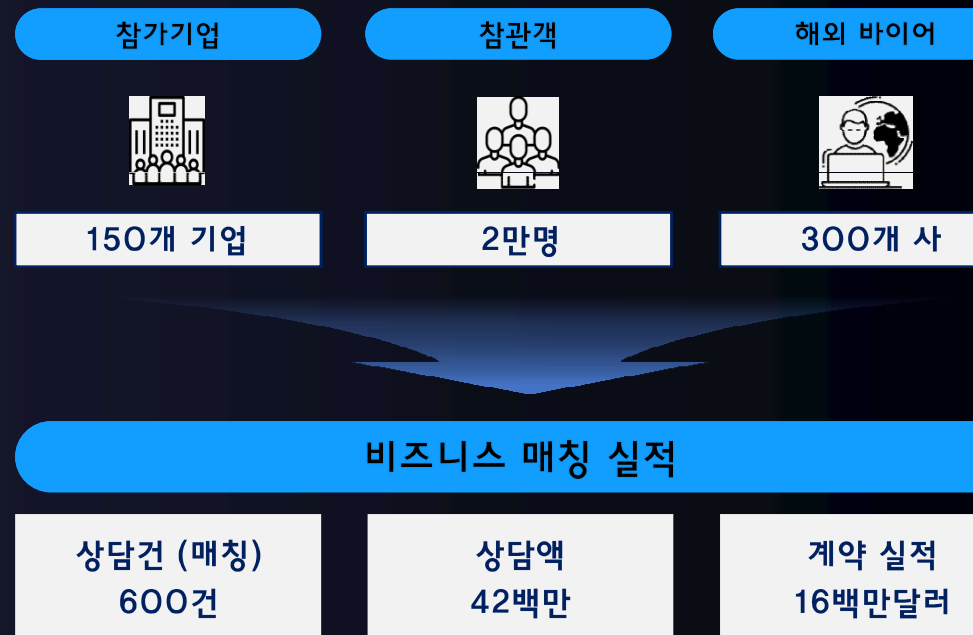 참가기업
참관객
해외 바이어
150개 기업
2만명
300개 사
비즈니스 매칭 실적
상담건 (매칭)
600건
상담액
42백만
계약 실적
16백만달러